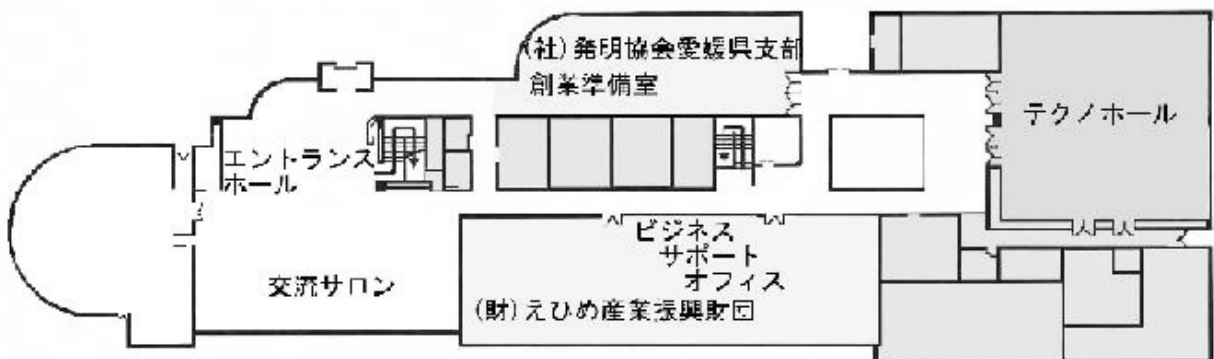 (社)発明協会愛媛県支部
創業準備室
テクノホール
エントランス
ホール
ビジネス
サポート
オフィス
交流サロン
(財)えひめ産業振興財団